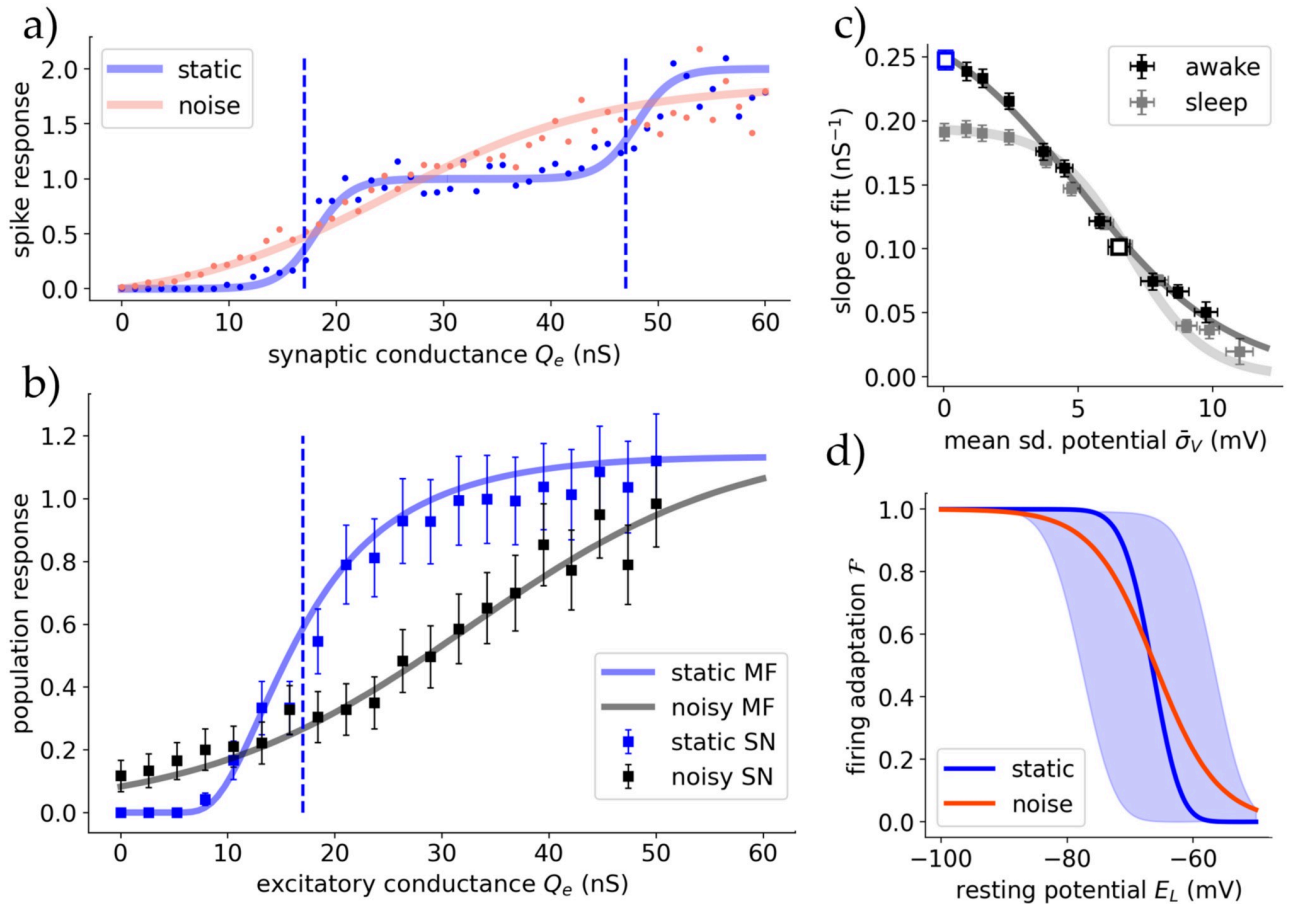 a)
spike response
2.0
1.5
1.0
0.5
0.0
static
noise
0 10 20 30 40 50 60
synaptic conductance Qe (nS)
b)
population response
1.2
1.0
0.8
0.6
0.4
0.2
0.0
static MF
noisy MF
static SN
noisy SN
0 10 20 30 40 50 60
excitatory conductance Qe (nS)
c)
slope of fit (nS−1)
0.25
0.20
0.15
0.10
0.05
0.00
awake
sleep
0 5 10
mean sd. potential σ̄V (mV)
d)
firing adaptation ℱ
1.0
0.8
0.6
0.4
0.2
0.0
static
noise
−100 −80 −60
resting potential EL (mV)